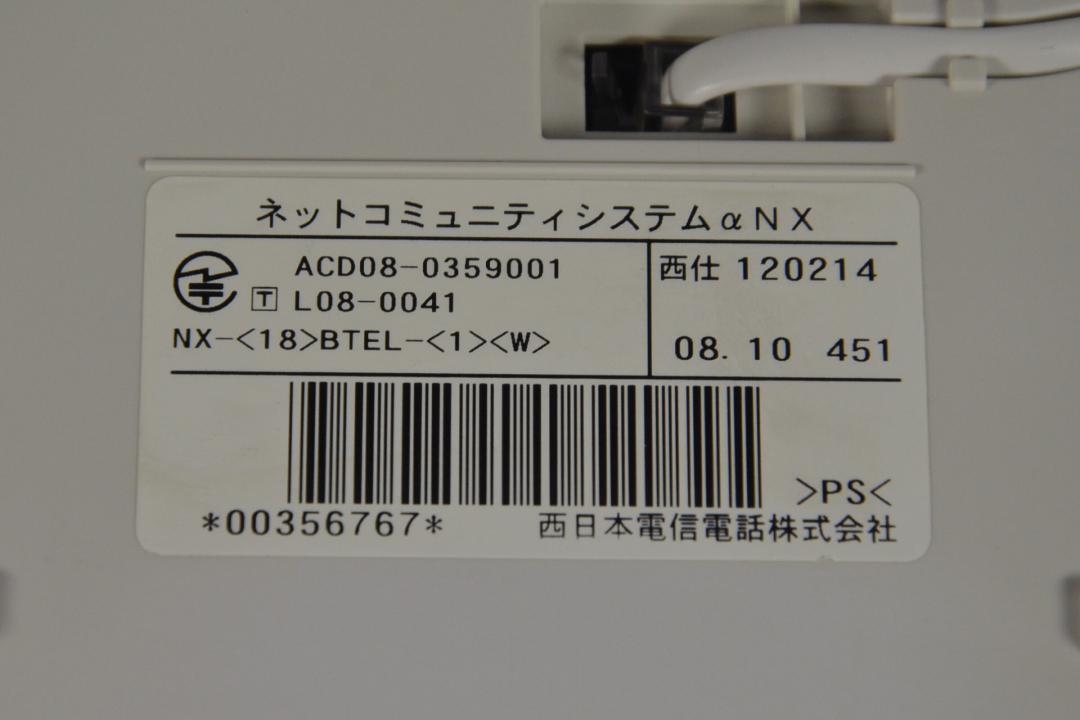 ネットコミュニティシステムαNX
ACD08-0359001
T L08-0041
NX-<18>BTEL-<1><W>
西仕 120214
08. 10 451
>PS<
*00356767*
西日本電信電話株式会社